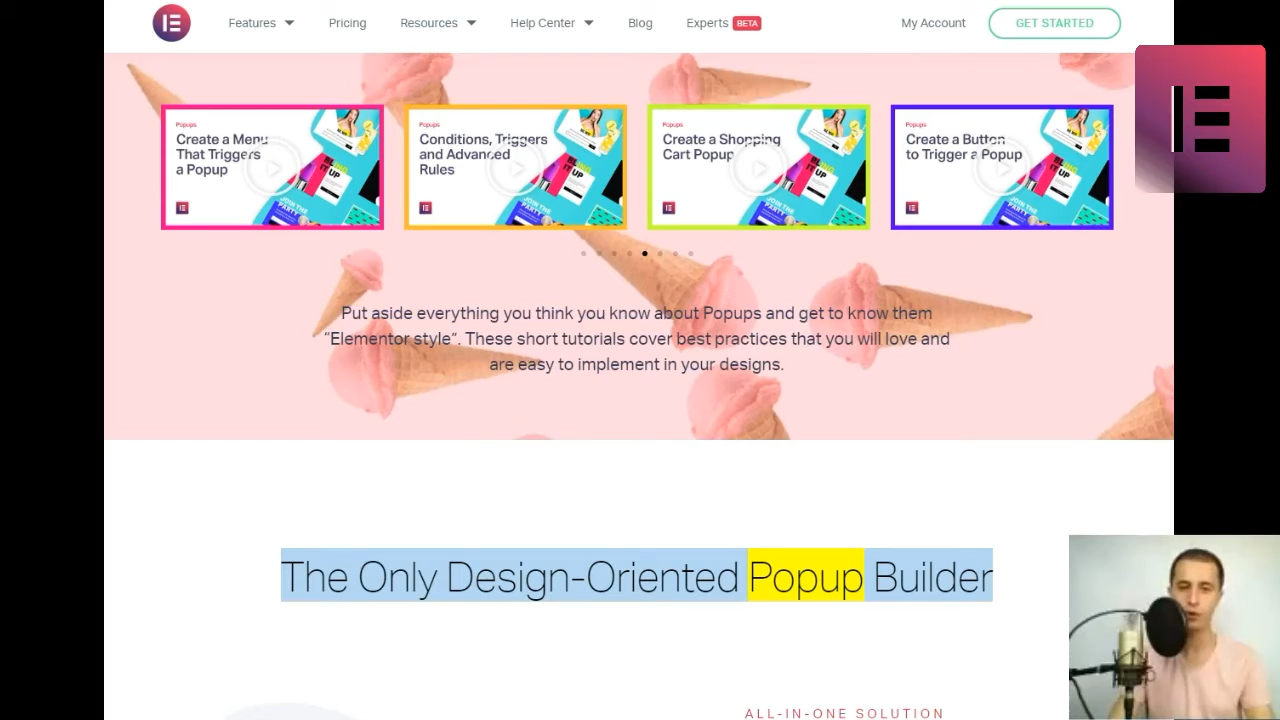 Features
Pricing
Resources
Help Center
Blog
Experts BETA
My Account
GET STARTED
Popups
Create a Menu
That Triggers
a Popup
Popups
Conditions, Triggers
and Advanced
Rules
Popups
Create a Shopping
Cart Popup
Popups
Create a Button
to Trigger a Popup
Put aside everything you think you know about Popups and get to know them
“Elementor style”. These short tutorials cover best practices that you will love and
are easy to implement in your designs.
The Only Design-Oriented Popup Builder
ALL-IN-ONE SOLUTION